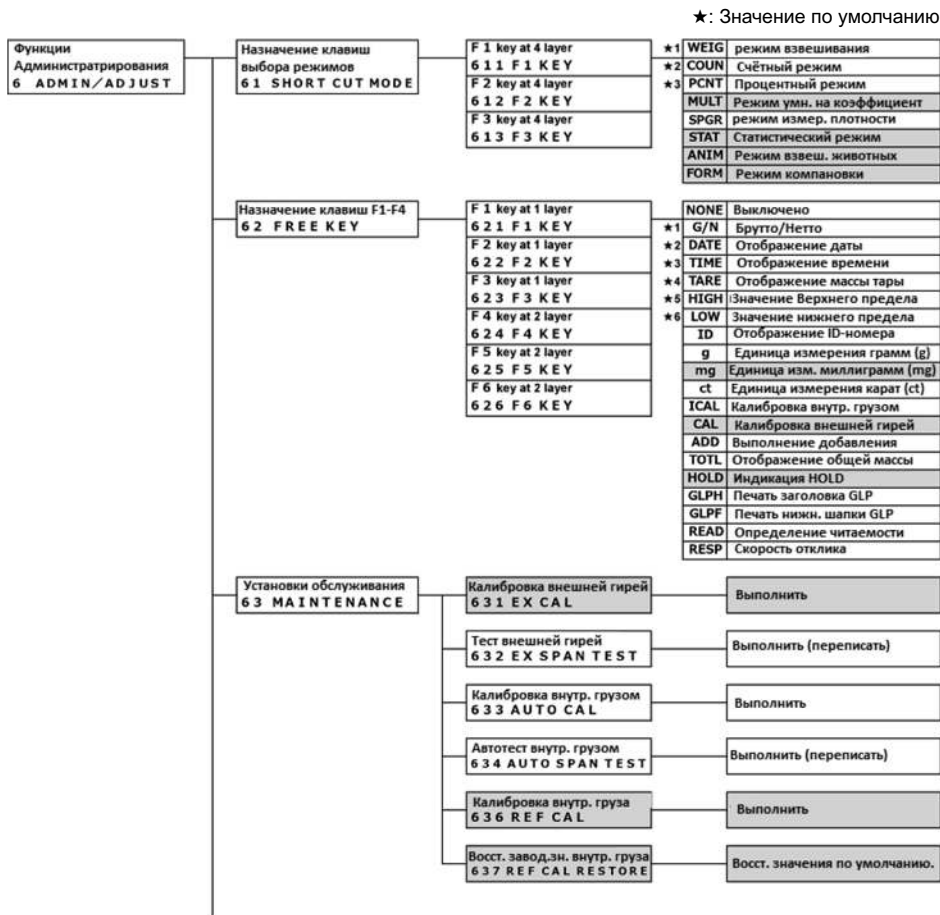 ★: Значение по умолчанию
Функции
Администратрирования
6 ADMIN/ADJUST
Назначение клавиш
выбора режимов
61 SHORT CUT MODE
F 1 key at 4 layer
611 F1 KEY
F 2 key at 4 layer
612 F2 KEY
F 3 key at 4 layer
613 F3 KEY
★1 WEIG режим взвешивания
★2 COUN Счётный режим
★3 PCNT Процентный режим
MULT Режим умн. на коэффициент
SPGR режим измер. плотности
STAT Статистический режим
ANIM Режим взвеш. животных
FORM Режим компановки
Назначение клавиш F1-F4
62 FREE KEY
F 1 key at 1 layer
621 F1 KEY
F 2 key at 1 layer
622 F2 KEY
F 3 key at 1 layer
623 F3 KEY
F 4 key at 2 layer
624 F4 KEY
F 5 key at 2 layer
625 F5 KEY
F 6 key at 2 layer
626 F6 KEY
NONE Выключено
★1 G/N Брутто/Нетто
★2 DATE Отображение даты
★3 TIME Отображение времени
★4 TARE Отображение массы тары
★5 HIGH Значение Верхнего предела
★6 LOW Значение нижнего предела
ID Отображение ID-номера
g Единица измерения грамм (g)
mg Единица изм. миллиграмм (mg)
ct Единица измерения карат (ct)
ICAL Калибровка внутр. грузом
CAL Калибровка внешней гирей
ADD Выполнение добавления
TOTL Отображение общей массы
HOLD Индикация HOLD
GLPH Печать заголовка GLP
GLPF Печать нижн. шапки GLP
READ Определение читаемости
RESP Скорость отклика
Установки обслуживания
63 MAINTENANCE
Калибровка внешней гирей
631 EX CAL
Выполнить
Тест внешней гирей
632 EX SPAN TEST
Выполнить (переписать)
Калибровка внутр. грузом
633 AUTO CAL
Выполнить
Автотест внутр. грузом
634 AUTO SPAN TEST
Выполнить (переписать)
Калибровка внутр. груза
636 REF CAL
Выполнить
Восст. завод.зн. внутр. груза
637 REF CAL RESTORE
Восст. значения по умолчанию.